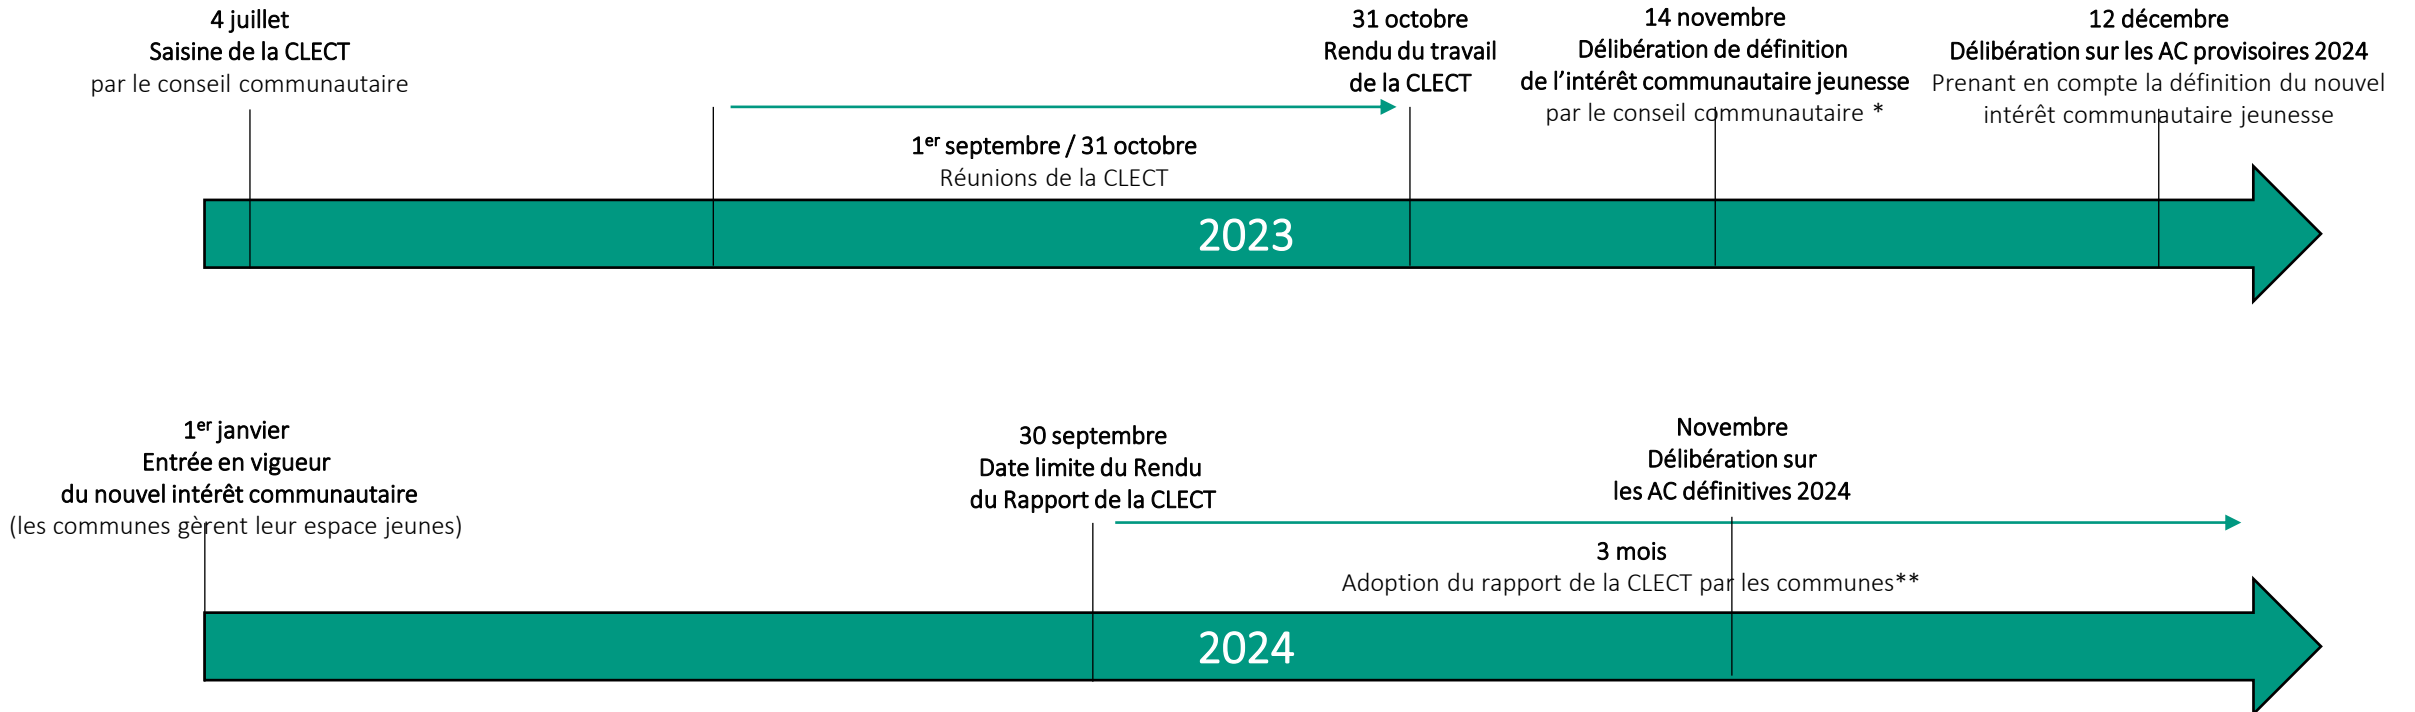 4 juillet
Saisine de la CLECT
par le conseil communautaire
1er septembre / 31 octobre
Réunions de la CLECT
31 octobre
Rendu du travail
de la CLECT
14 novembre
Délibération de définition
de l’intérêt communautaire jeunesse
par le conseil communautaire *
12 décembre
Délibération sur les AC provisoires 2024
Prenant en compte la définition du nouvel
intérêt communautaire jeunesse
2023
1er janvier
Entrée en vigueur
du nouvel intérêt communautaire
(les communes gèrent leur espace jeunes)
30 septembre
Date limite du Rendu
du Rapport de la CLECT
Novembre
Délibération sur
les AC définitives 2024
3 mois
Adoption du rapport de la CLECT par les communes**
2024